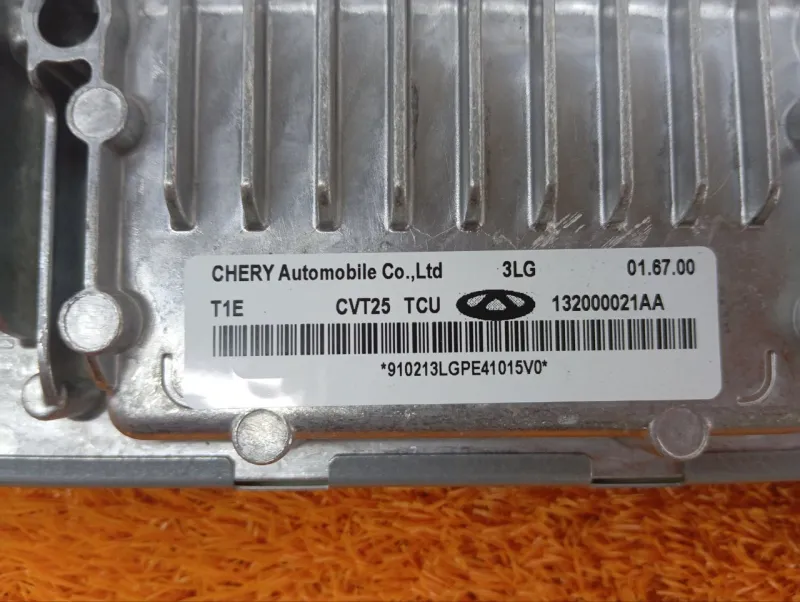 CHERY Automobile Co.,Ltd 3LG 01.67.00
T1E CVT25 TCU 132000021AA
*910213LGPE41015V0*